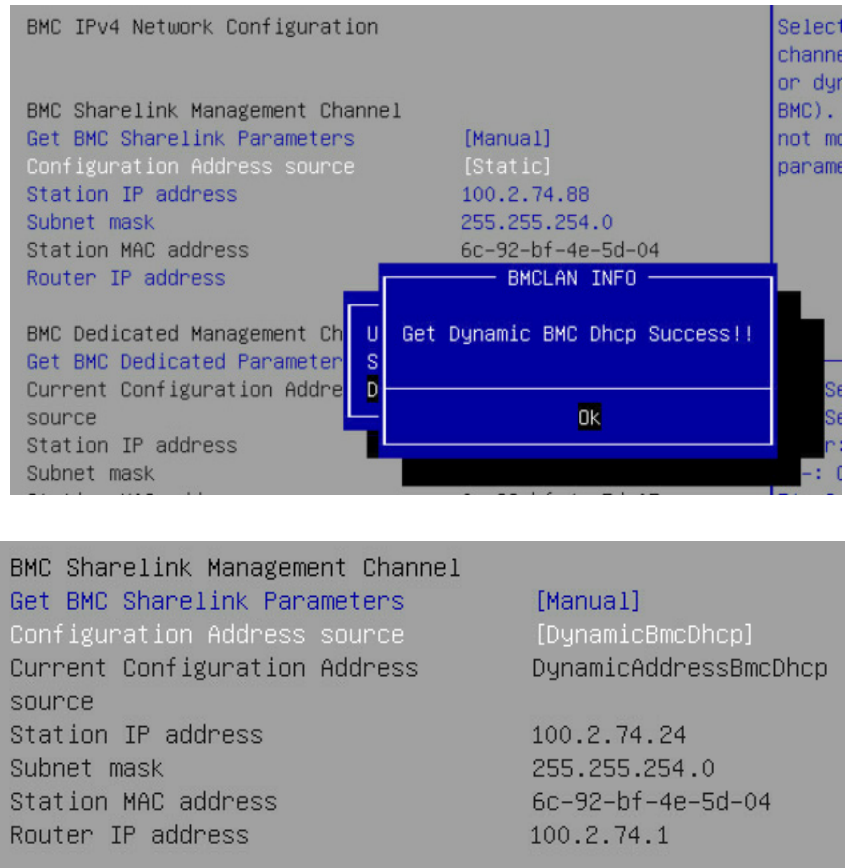 BMC IPv4 Network Configuration
Select
BMC Sharelink Management Channel
or
BMC).
Get BMC Sharelink Parameters [Manual]
not
Configuration Address source [Static]
Station IP address 100.2.74.88
Subnet mask 255.255.254.0
Station MAC address 6c-92-bf-4e-5d-04
Router IP address
BMCLAN INFO
Get Dynamic BMC Dhcp Success!!
Ok
BMC Dedicated Management Ch
U
Get BMC Dedicated Parameter
S
Current Configuration Addre
D
source
Station IP address
Subnet mask
BMC Sharelink Management Channel
Get BMC Sharelink Parameters [Manual]
Configuration Address source [DynamicBmcDhcp]
Current Configuration Address DynamicAddressBmcDhcp
source
Station IP address 100.2.74.24
Subnet mask 255.255.254.0
Station MAC address 6c-92-bf-4e-5d-04
Router IP address 100.2.74.1